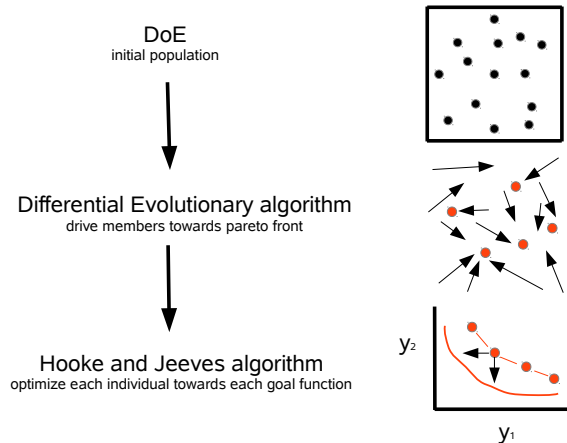 DoE
initial population
Differential Evolutionary algorithm
drive members towards pareto front
Hooke and Jeeves algorithm
optimize each individual towards each goal function
y2
y1